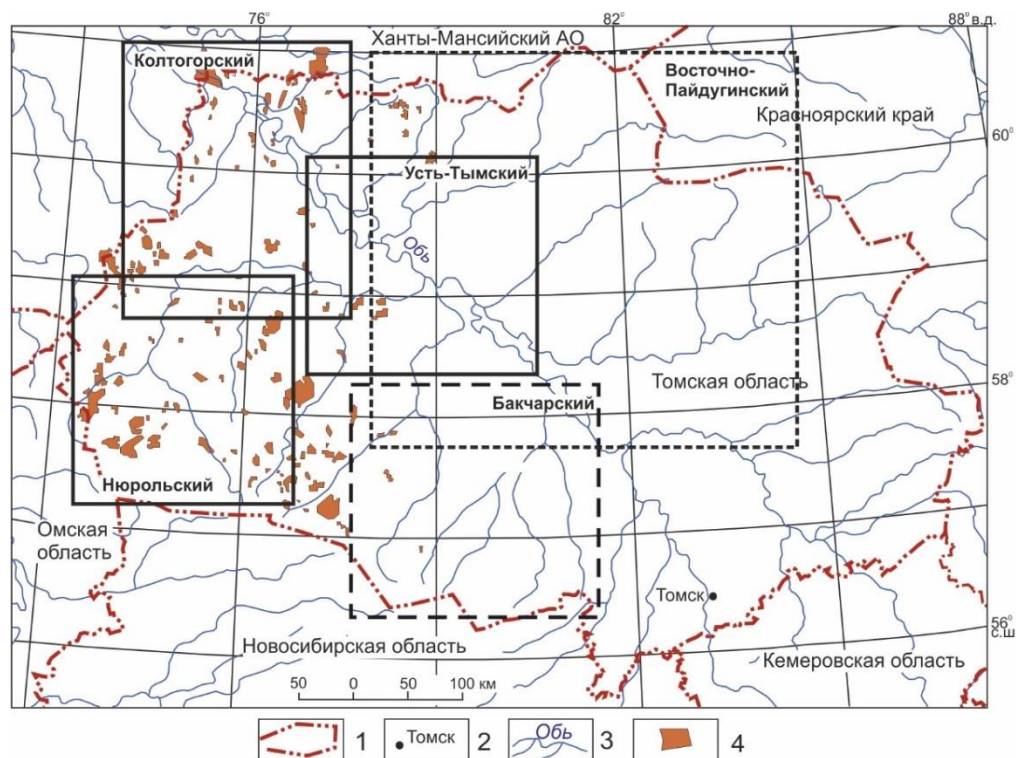 76°
82°
88° в.д.
Ханты-Мансийский АО
Колтогорский
Восточно-
Пайдугинский
Красноярский край
60°
Усть-Тымский
Обь
58°
Томская область
Бакчарский
Нюрольский
Омская
область
Томск
56°
с.ш
Новосибирская область
Кемеровская область
50 0 50 100 км
1 Томск 2 Обь 3 4